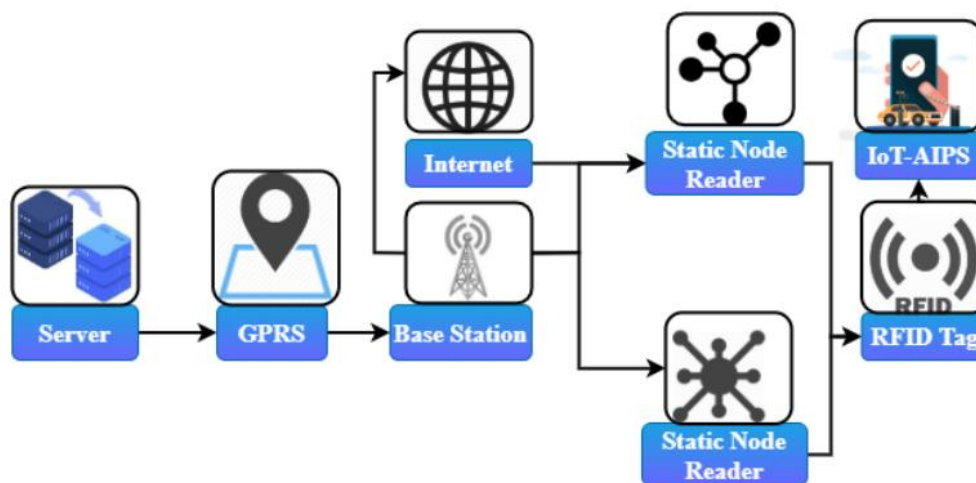 Internet
Static Node
Reader
IoT-AIPS
Server
GPRS
Base Station
RFID
RFID Tag
Static Node
Reader